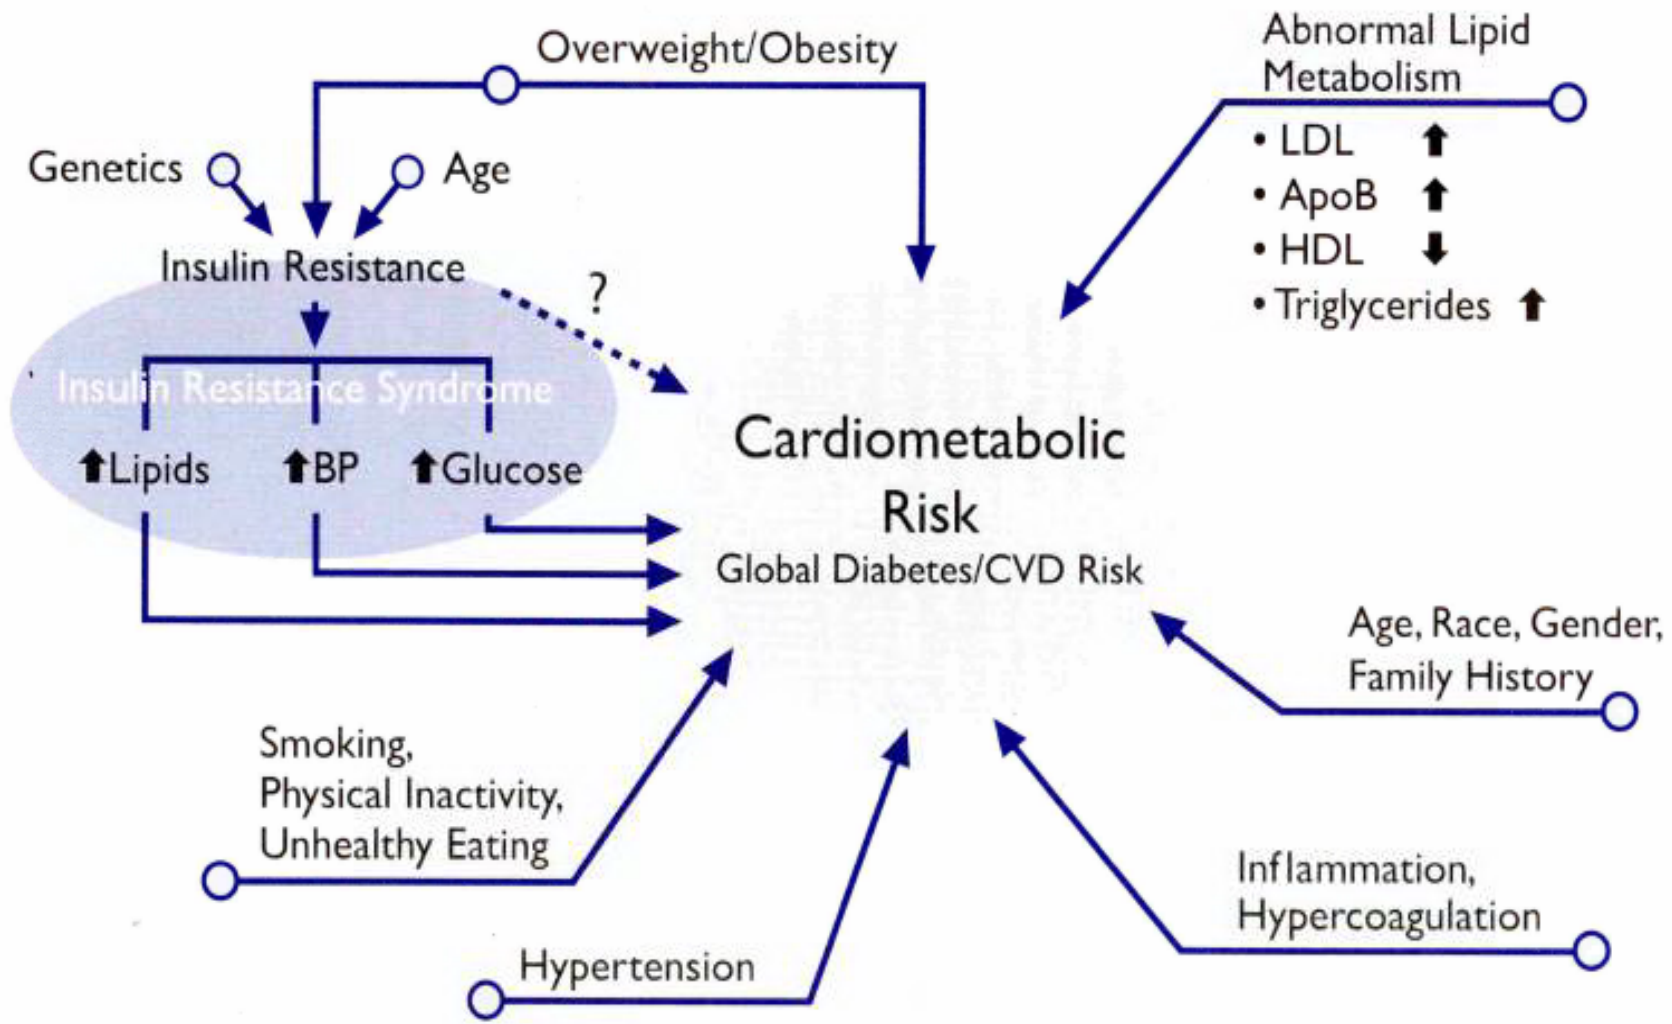 Overweight/Obesity
Abnormal Lipid
Metabolism
• LDL ⬆
• ApoB ⬆
• HDL ⬇
• Triglycerides ⬆
Genetics
Age
Insulin Resistance
?
Insulin Resistance Syndrome
⬆Lipids ⬆BP ⬆Glucose
Cardiometabolic
Risk
Global Diabetes/CVD Risk
Age, Race, Gender,
Family History
Smoking,
Physical Inactivity,
Unhealthy Eating
Inflammation,
Hypercoagulation
Hypertension